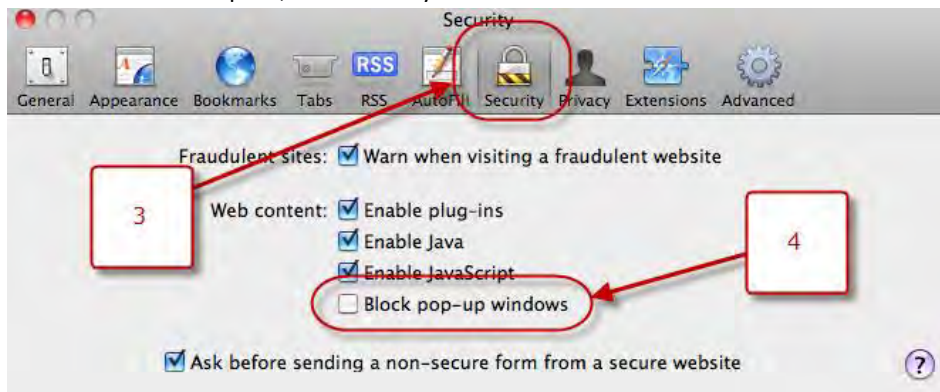 Security
General Appearance Bookmarks Tabs RSS AutoFill Security Privacy Extensions Advanced
RSS
Fraudulent sites: Warn when visiting a fraudulent website
3
Web content: Enable plug-ins
Enable Java
4
Enable JavaScript
Block pop-up windows
Ask before sending a non-secure form from a secure website
?